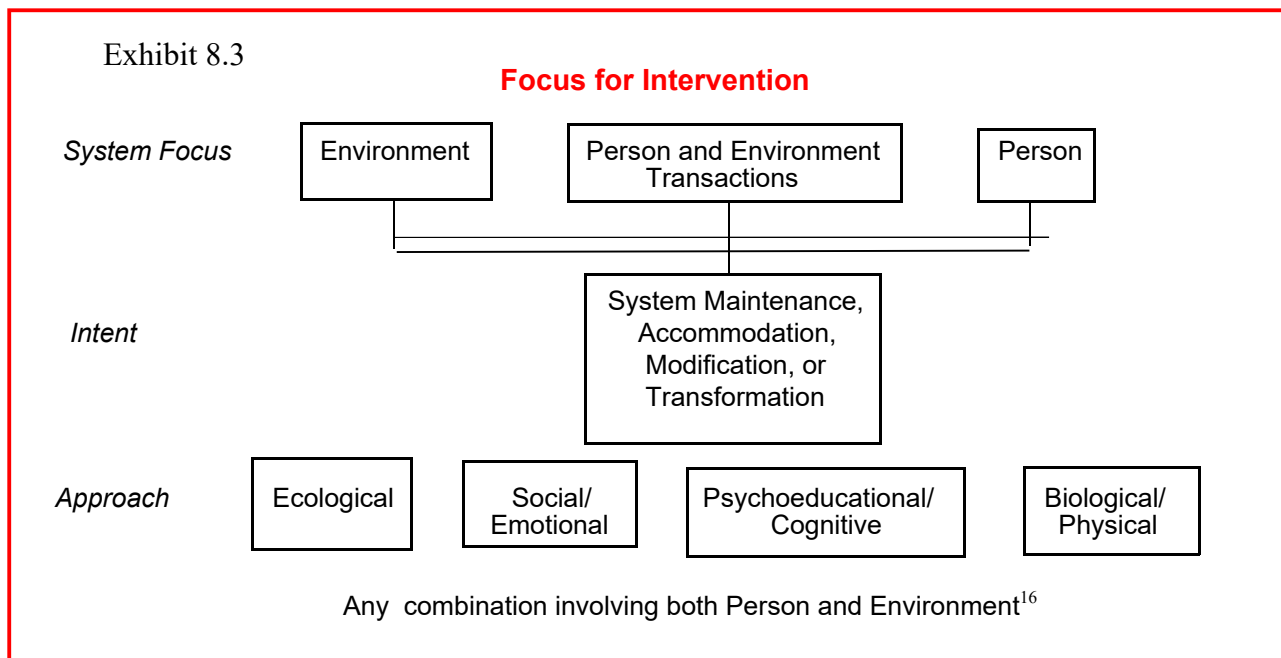 Exhibit 8.3
Focus for Intervention
System Focus
Environment
Person and Environment
Transactions
Person
Intent
System Maintenance,
Accommodation,
Modification, or
Transformation
Approach
Ecological
Social/
Emotional
Psychoeducational/
Cognitive
Biological/
Physical
Any combination involving both Person and Environment16